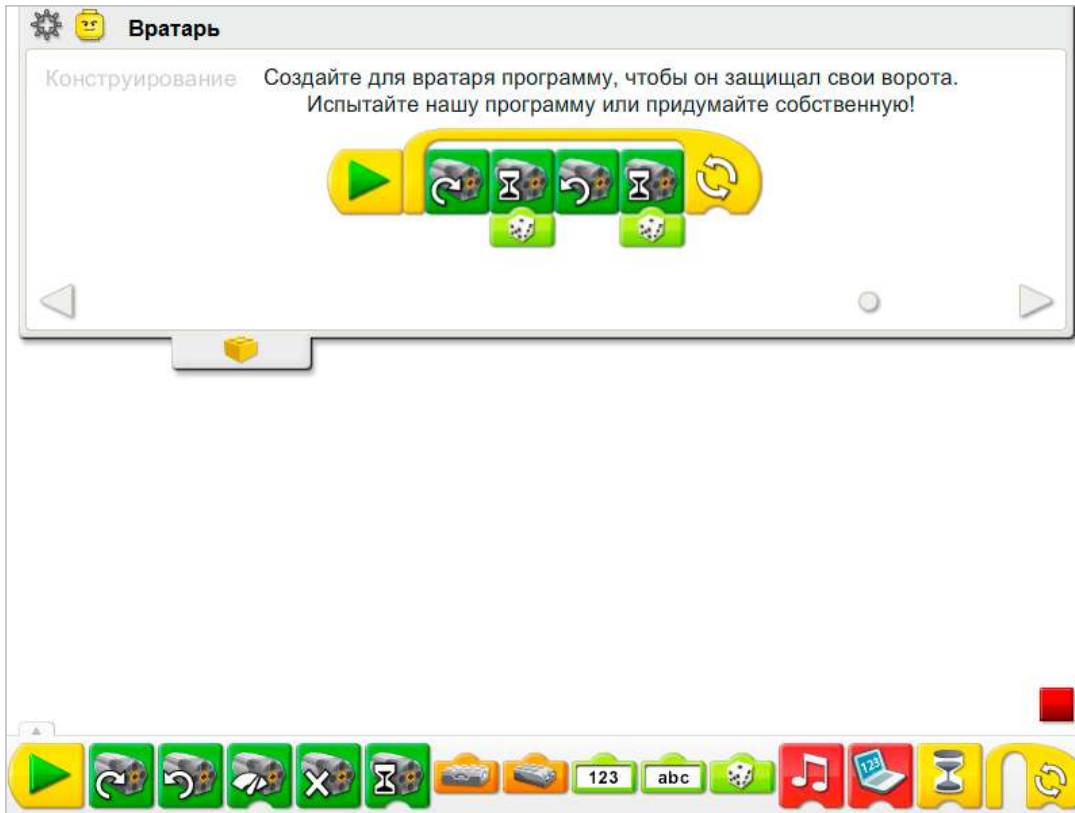 Вратарь
Конструирование
Создайте для вратаря программу, чтобы он защищал свои ворота.
Испытайте нашу программу или придумайте собственную!
123
abc
123